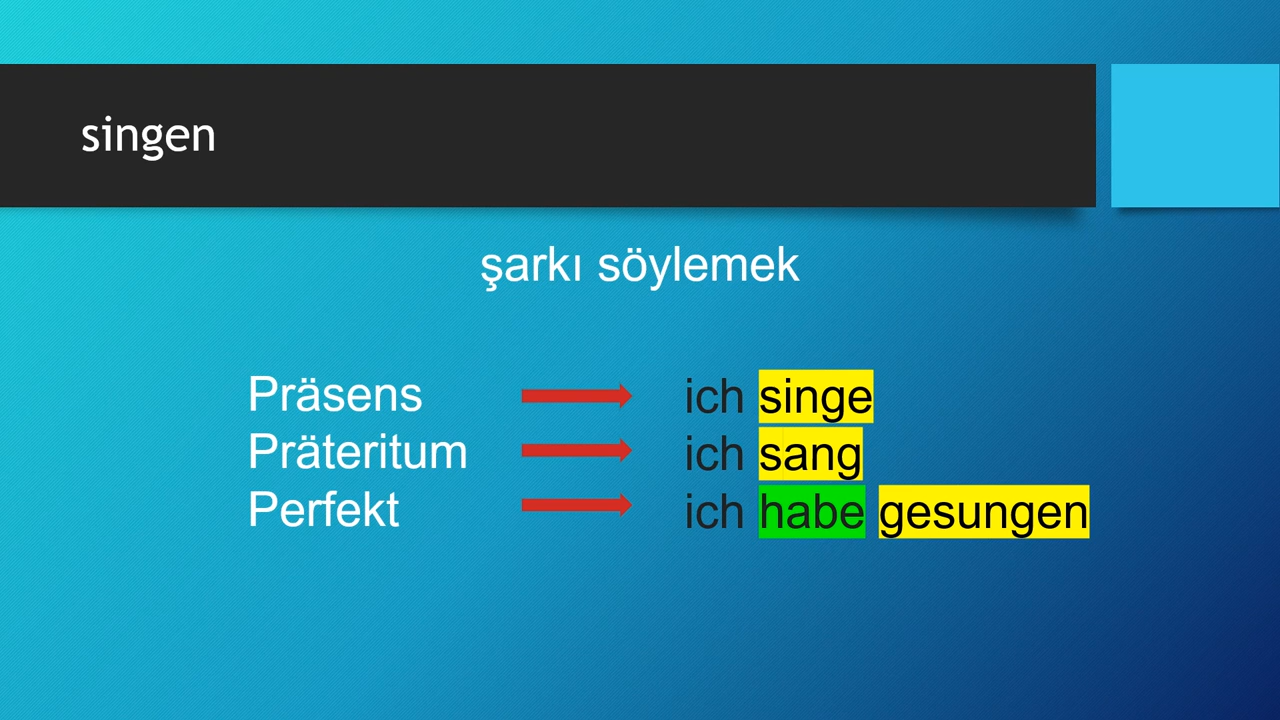 singen
şarkı söylemek
Präsens ich singe
Präteritum ich sang
Perfekt ich habe gesungen